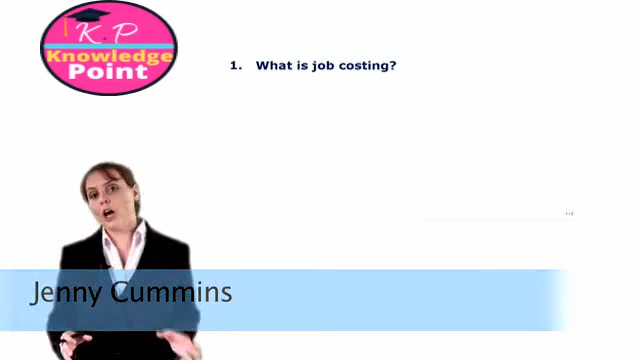 K.P
Knowledge
Point
1. What is job costing?
Jenny Cummins